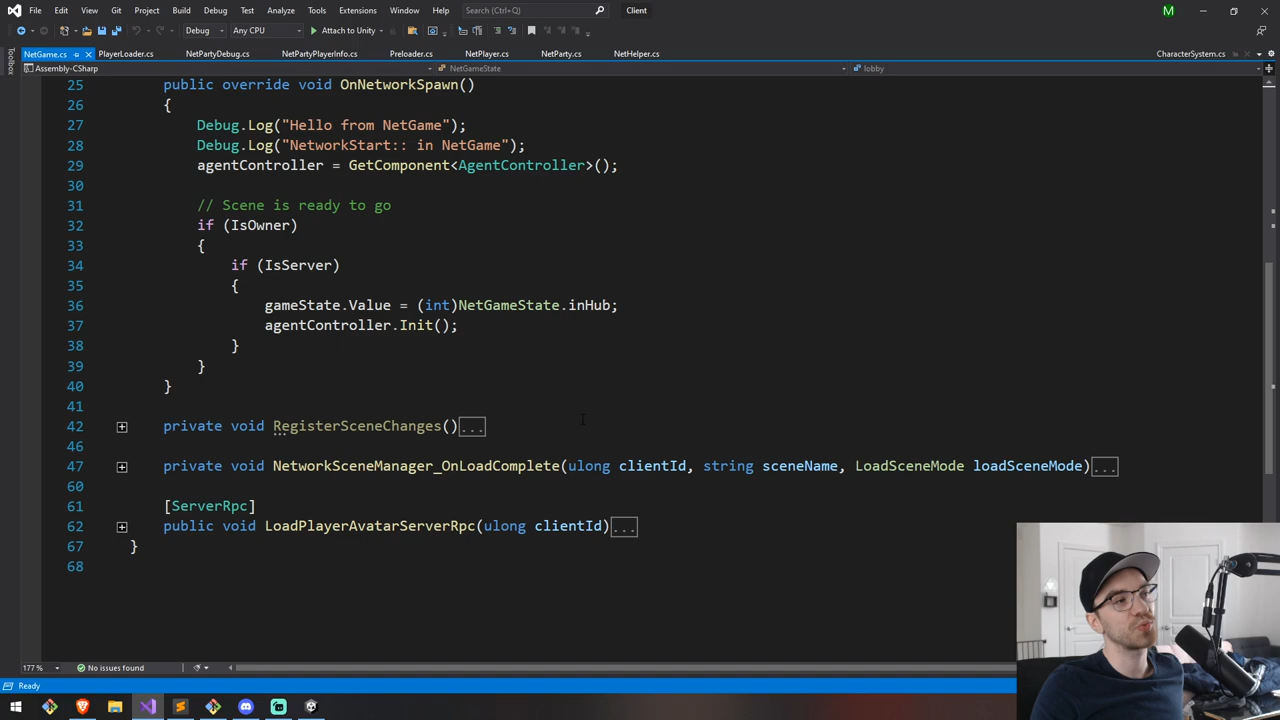 File Edit View Git Project Build Debug Test Analyze Tools Extensions Window Help Search (Ctrl+Q) Client M
Debug Any CPU Attach to Unity
NetGame.cs PlayerLoader.cs NetPartyDebug.cs NetPartyPlayerInfo.cs Preloader.cs NetPlayer.cs NetParty.cs NetHelper.cs CharacterSystem.cs
Toolbox
Assembly-CSharp NetGameState lobby
25 public override void OnNetworkSpawn()
26 {
27 Debug.Log("Hello from NetGame");
28 Debug.Log("NetworkStart:: in NetGame");
29 agentController = GetComponent<AgentController>();
30
31 // Scene is ready to go
32 if (IsOwner)
33 {
34 if (IsServer)
35 {
36 gameState.Value = (int)NetGameState.inHub;
37 agentController.Init();
38 }
39 }
40 }
41
42 private void RegisterSceneChanges()...
46
47 private void NetworkSceneManager_OnLoadComplete(ulong clientId, string sceneName, LoadSceneMode loadSceneMode)...
60
61 [ServerRpc]
62 public void LoadPlayerAvatarServerRpc(ulong clientId)...
67 }
68
177 % No issues found
Ready